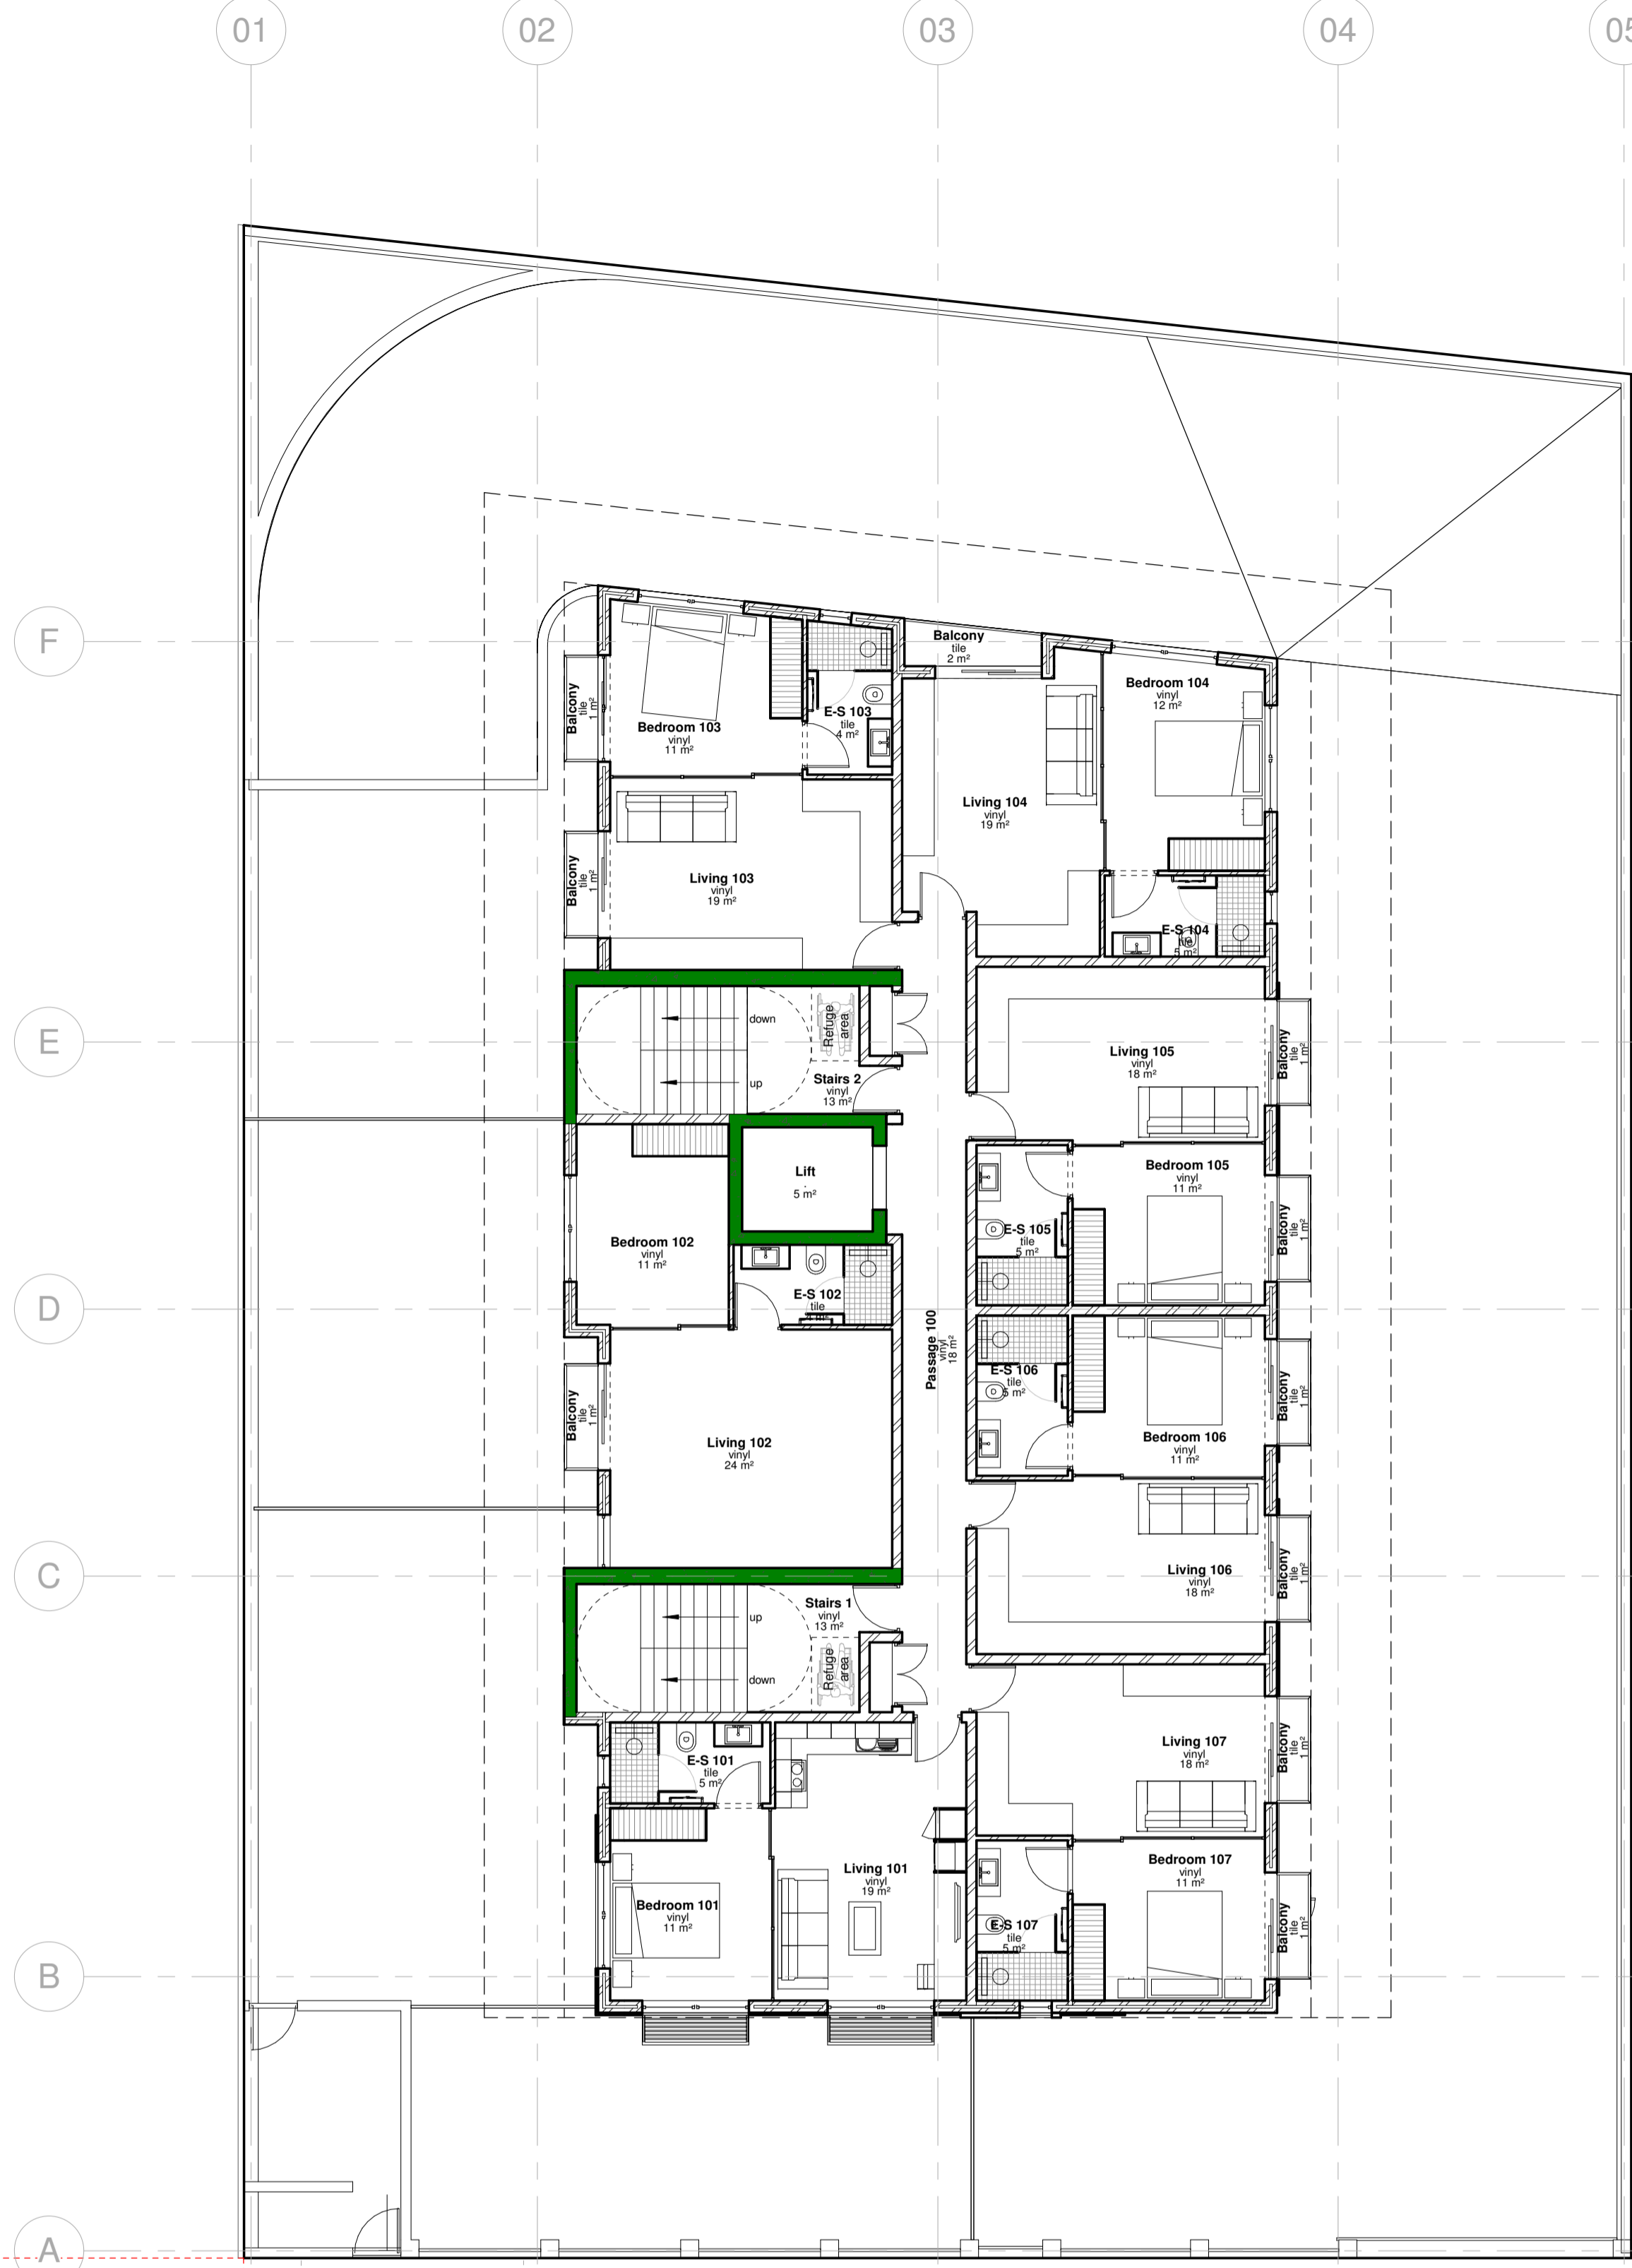 01
02
03
04
05
F
E
D
C
B
A
Balcony
tile
2 m²
Bedroom 104
vinyl
12 m²
Balcony
tile
1 m²
Bedroom 103
vinyl
11 m²
E-S 103
tile
4 m²
Living 104
vinyl
19 m²
Balcony
tile
1 m²
Living 103
vinyl
19 m²
E-S 104
tile
5 m²
down
up
Refuge
area
Stairs 2
vinyl
13 m²
Living 105
vinyl
18 m²
Balcony
tile
1 m²
Lift
.
5 m²
Bedroom 105
vinyl
11 m²
Balcony
tile
1 m²
Bedroom 102
vinyl
11 m²
E-S 105
tile
5 m²
E-S 102
tile
Passage 100
vinyl
18 m²
E-S 106
tile
5 m²
Balcony
tile
1 m²
Balcony
tile
1 m²
Living 102
vinyl
24 m²
Bedroom 106
vinyl
11 m²
Living 106
vinyl
18 m²
Balcony
tile
1 m²
Stairs 1
vinyl
13 m²
up
down
Refuge
area
E-S 101
tile
5 m²
Living 107
vinyl
18 m²
Balcony
tile
1 m²
Living 101
vinyl
19 m²
Bedroom 107
vinyl
11 m²
Bedroom 101
vinyl
11 m²
E-S 107
tile
5 m²
Balcony
tile
1 m²